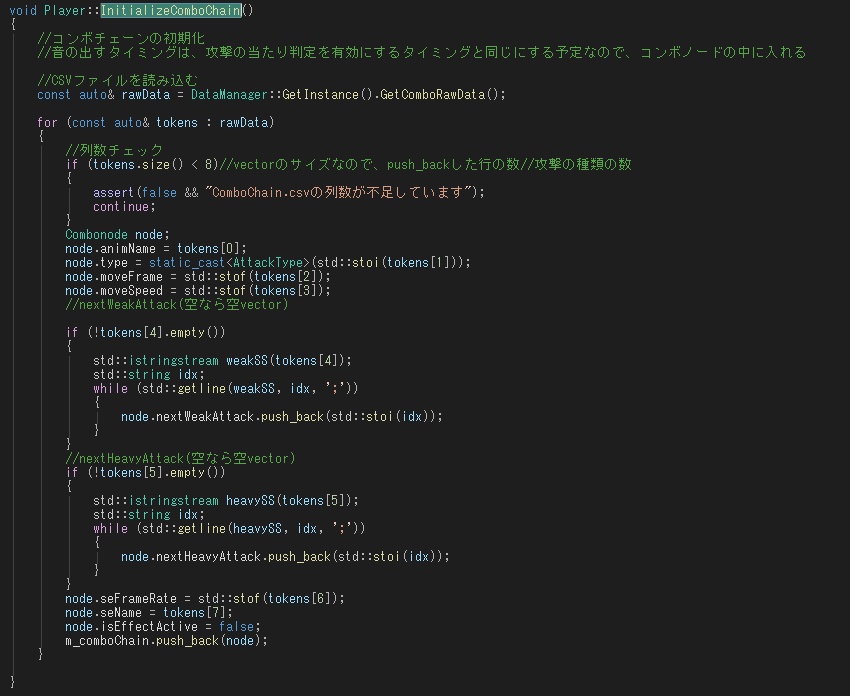 void Player::InitializeComboChain()
{
//コンボチェーンの初期化
//音の出すタイミングは、攻撃の当たり判定を有効にするタイミングと同じにする予定なので、コンボノードの中に入れる
//CSVファイルを読み込む
const auto& rawData = DataManager::GetInstance().GetComboRawData();
for (const auto& tokens : rawData)
{
//列数チェック
if (tokens.size() < 8)//vectorのサイズなので、push_backした行の数//攻撃の種類の数
{
assert(false && "ComboChain.csvの列数が不足しています");
continue;
}
Combonode node;
node.animName = tokens[0];
node.type = static_cast<AttackType>(std::stoi(tokens[1]));
node.moveFrame = std::stof(tokens[2]);
node.moveSpeed = std::stof(tokens[3]);
//nextWeakAttack(空なら空vector)
if (!tokens[4].empty())
{
std::istringstream weakSS(tokens[4]);
std::string idx;
while (std::getline(weakSS, idx, ';'))
{
node.nextWeakAttack.push_back(std::stoi(idx));
}
}
//nextHeavyAttack(空なら空vector)
if (!tokens[5].empty())
{
std::istringstream heavySS(tokens[5]);
std::string idx;
while (std::getline(heavySS, idx, ';'))
{
node.nextHeavyAttack.push_back(std::stoi(idx));
}
}
node.seFrameRate = std::stof(tokens[6]);
node.seName = tokens[7];
node.isEffectActive = false;
m_comboChain.push_back(node);
}
}